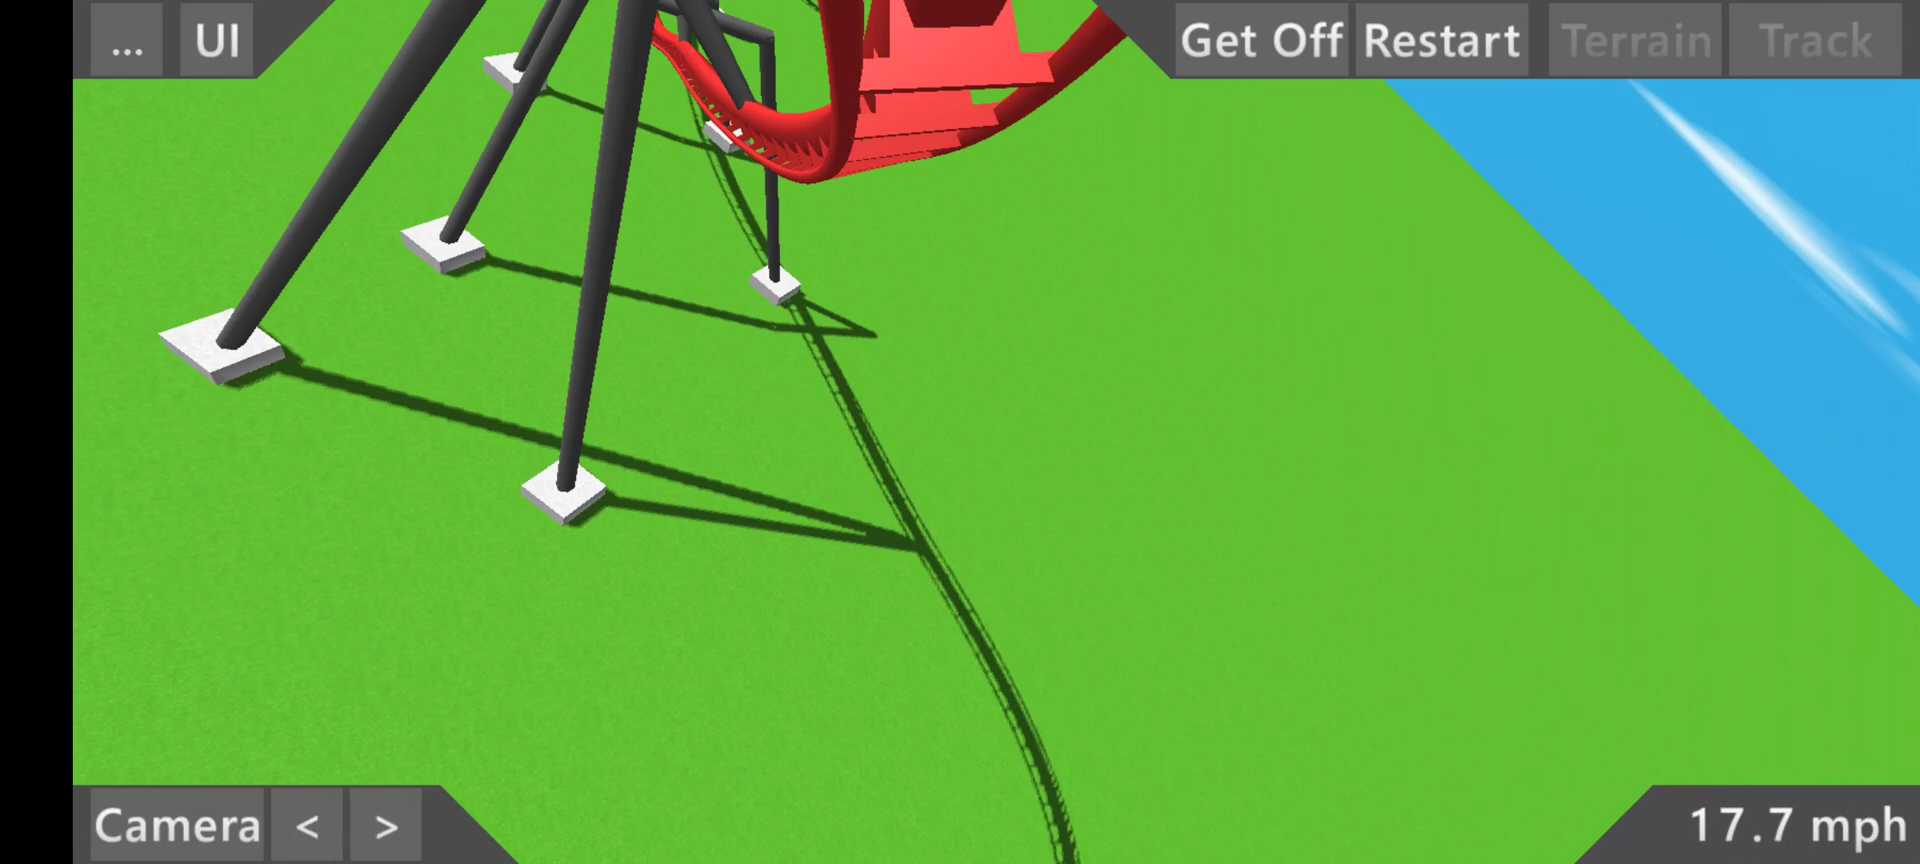 ... UI Get Off Restart Terrain Track
Camera < > 17.7 mph